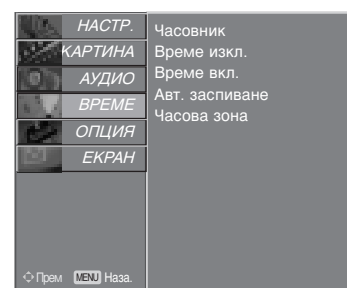 НАСТР.
КАРТИНА
АУДИО
ВРЕМЕ
ОПЦИЯ
ЕКРАН
Часовник
Време изкл.
Време вкл.
Авт. заспиване
Часова зона
Прем MENU Наза.